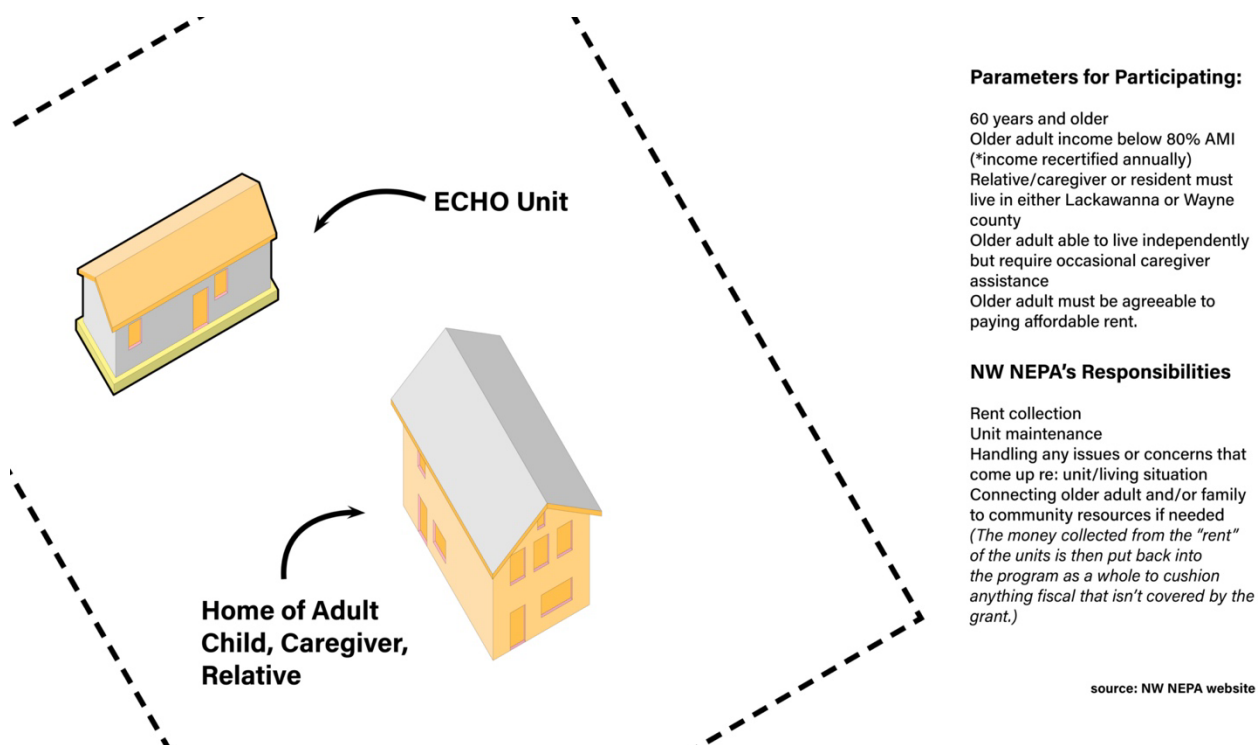 ECHO Unit
Home of Adult
Child, Caregiver,
Relative
Parameters for Participating:
60 years and older
Older adult income below 80% AMI
(*income recertified annually)
Relative/caregiver or resident must
live in either Lackawanna or Wayne
county
Older adult able to live independently
but require occasional caregiver
assistance
Older adult must be agreeable to
paying affordable rent.
NW NEPA’s Responsibilities
Rent collection
Unit maintenance
Handling any issues or concerns that
come up re: unit/living situation
Connecting older adult and/or family
to community resources if needed
(The money collected from the “rent”
of the units is then put back into
the program as a whole to cushion
anything fiscal that isn’t covered by the
grant.)
source: NW NEPA website